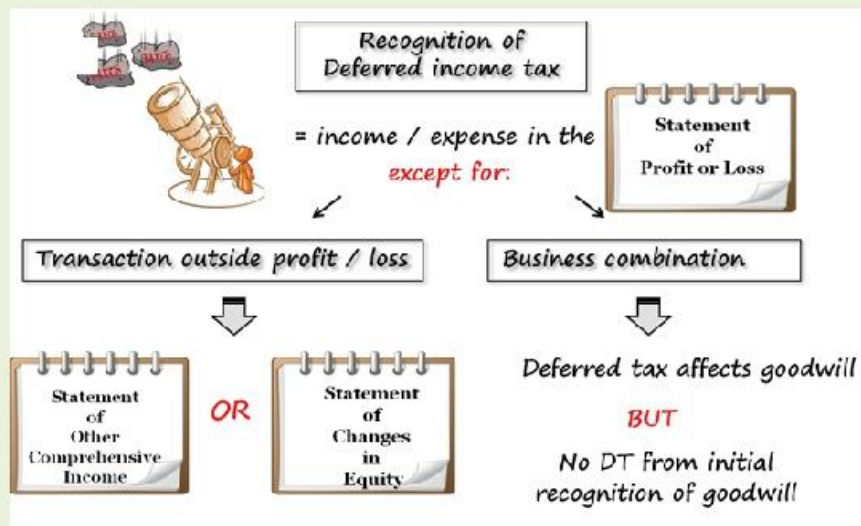 Recognition of
Deferred income tax
= income / expense in the
except for:
Statement
of
Profit or Loss
Transaction outside profit / loss
Business combination
Statement
of
Other
Comprehensive
Income
OR
Statement
of
Changes
in
Equity
Deferred tax affects goodwill
BUT
No DT from initial
recognition of goodwill